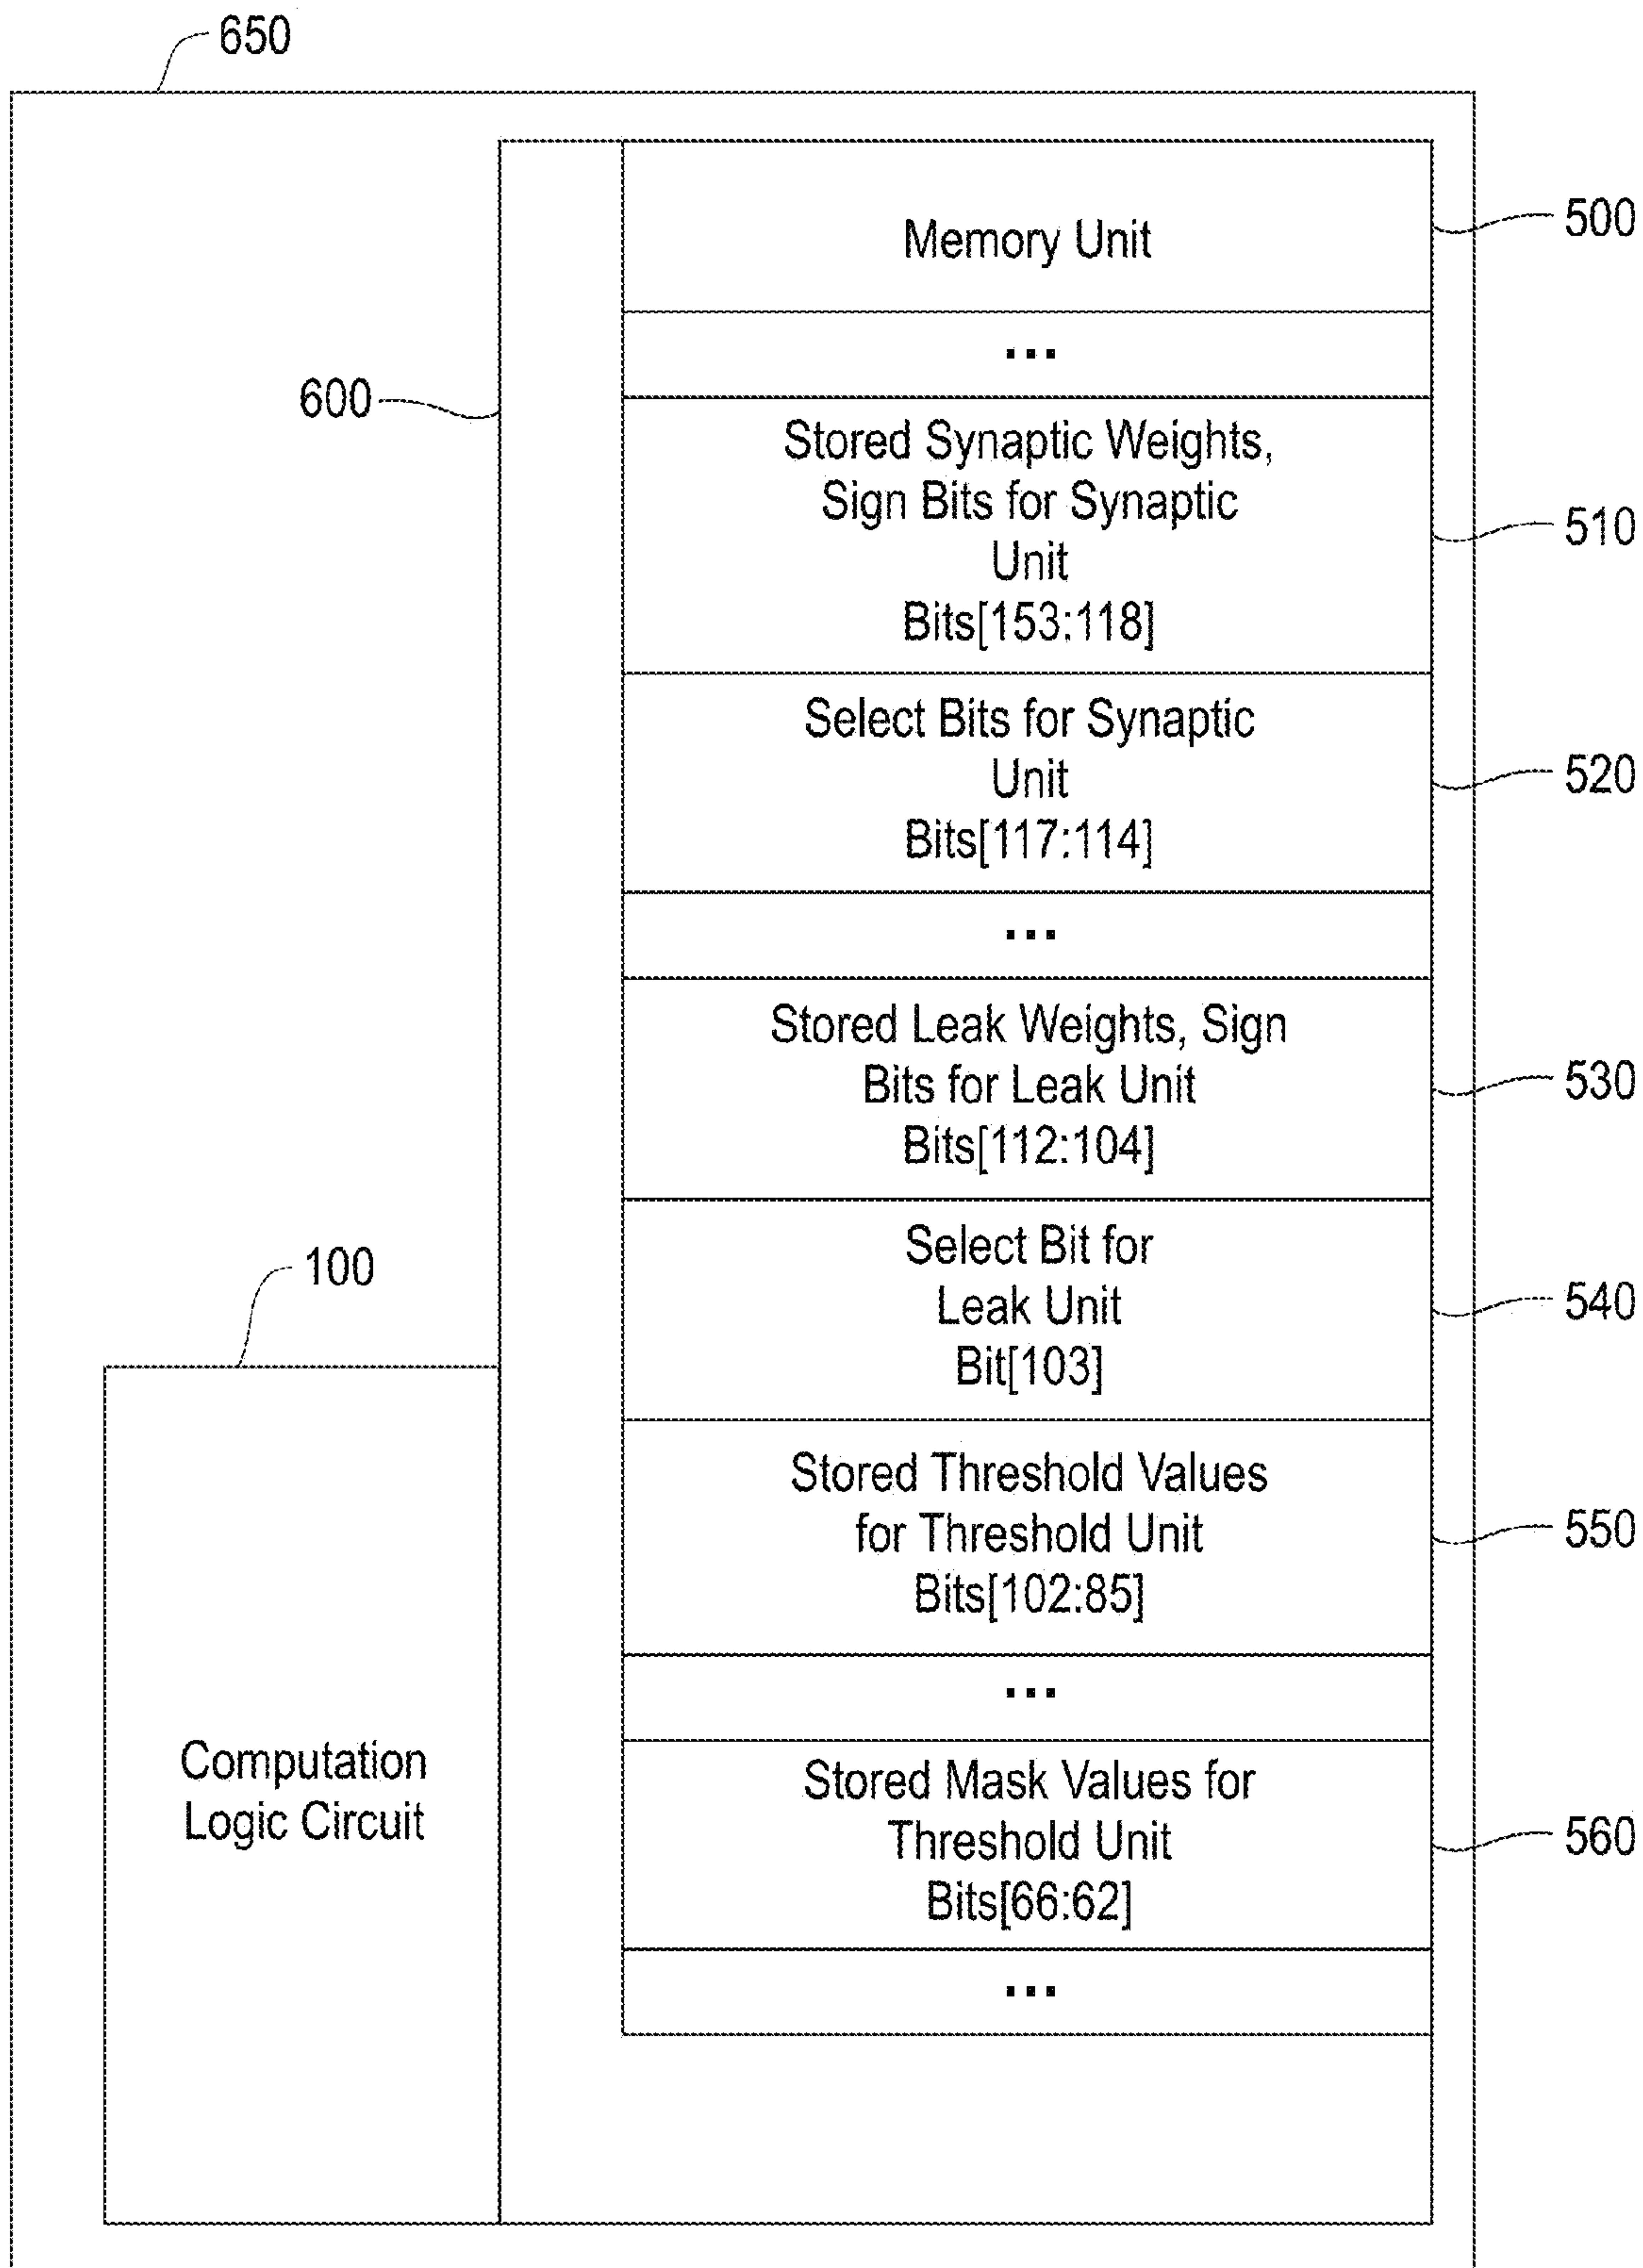 650
Memory Unit
500
...
600
Stored Synaptic Weights,
Sign Bits for Synaptic
Unit
Bits[153:118]
510
Select Bits for Synaptic
Unit
Bits[117:114]
520
...
Stored Leak Weights, Sign
Bits for Leak Unit
Bits[112:104]
530
100
Select Bit for
Leak Unit
Bit[103]
540
Stored Threshold Values
for Threshold Unit
Bits[102:85]
550
...
Computation
Logic Circuit
Stored Mask Values for
Threshold Unit
Bits[66:62]
560
...